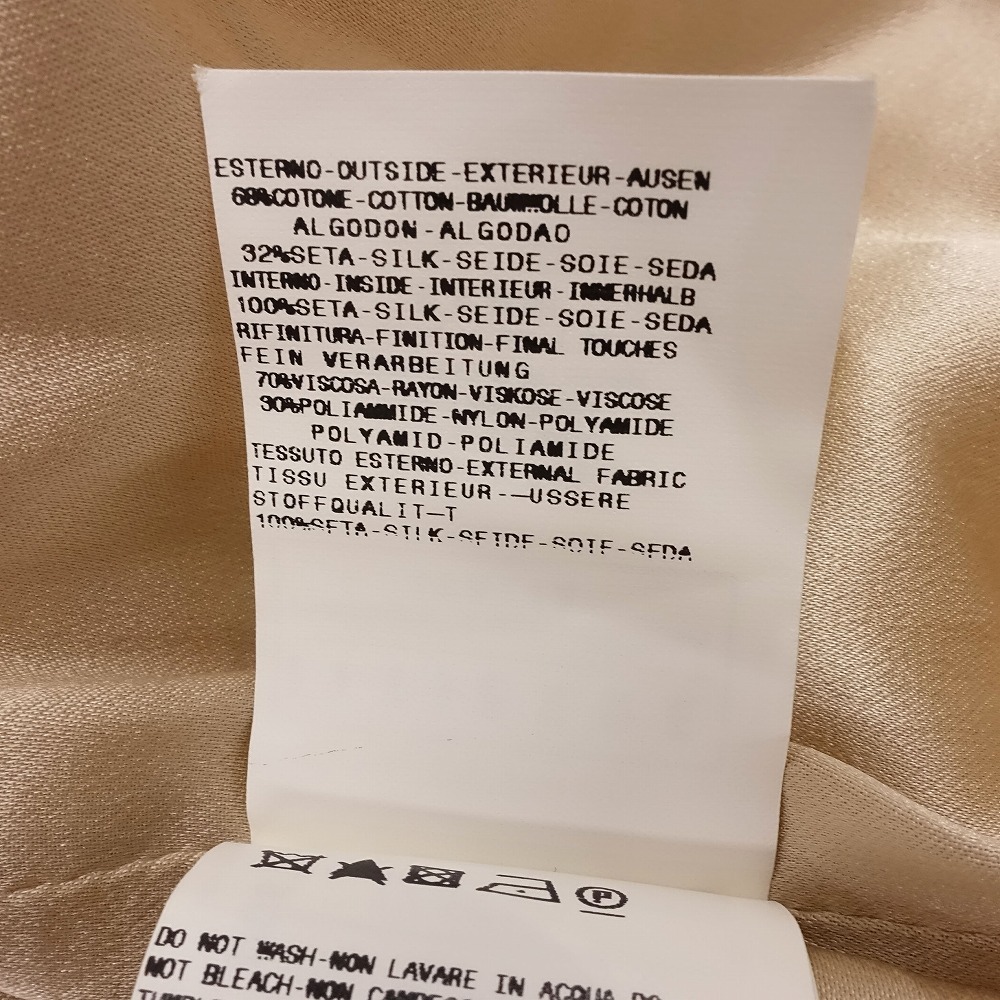 ESTERNO-OUTSIDE-EXTERIEUR-AUSEN
68%COTONE-COTTON-BAUMWOLLE-COTON
ALGODON-ALGODAO
32%SETA-SILK-SEIDE-SOIE-SEDA
INTERNO-INSIDE-INTERIEUR-INNERHALB
100%SETA-SILK-SEIDE-SOIE-SEDA
RIFINITURA-FINITION-FINAL TOUCHES
FEIN VERARBEITUNG
70%VISCOSA-RAYON-VISKOSE-VISCOSE
30%POLIAMMIDE-NYLON-POLYAMIDE
POLYAMID-POLIAMIDE
TESSUTO ESTERNO-EXTERNAL FABRIC
TISSU EXTERIEUR-—USSERE
STOFFQUALIT—T
100%SETA-SILK-SEIDE-SOIE-SEDA
P
DO NOT WASH-NON LAVARE IN ACQUA DO
NOT BLEACH-NON